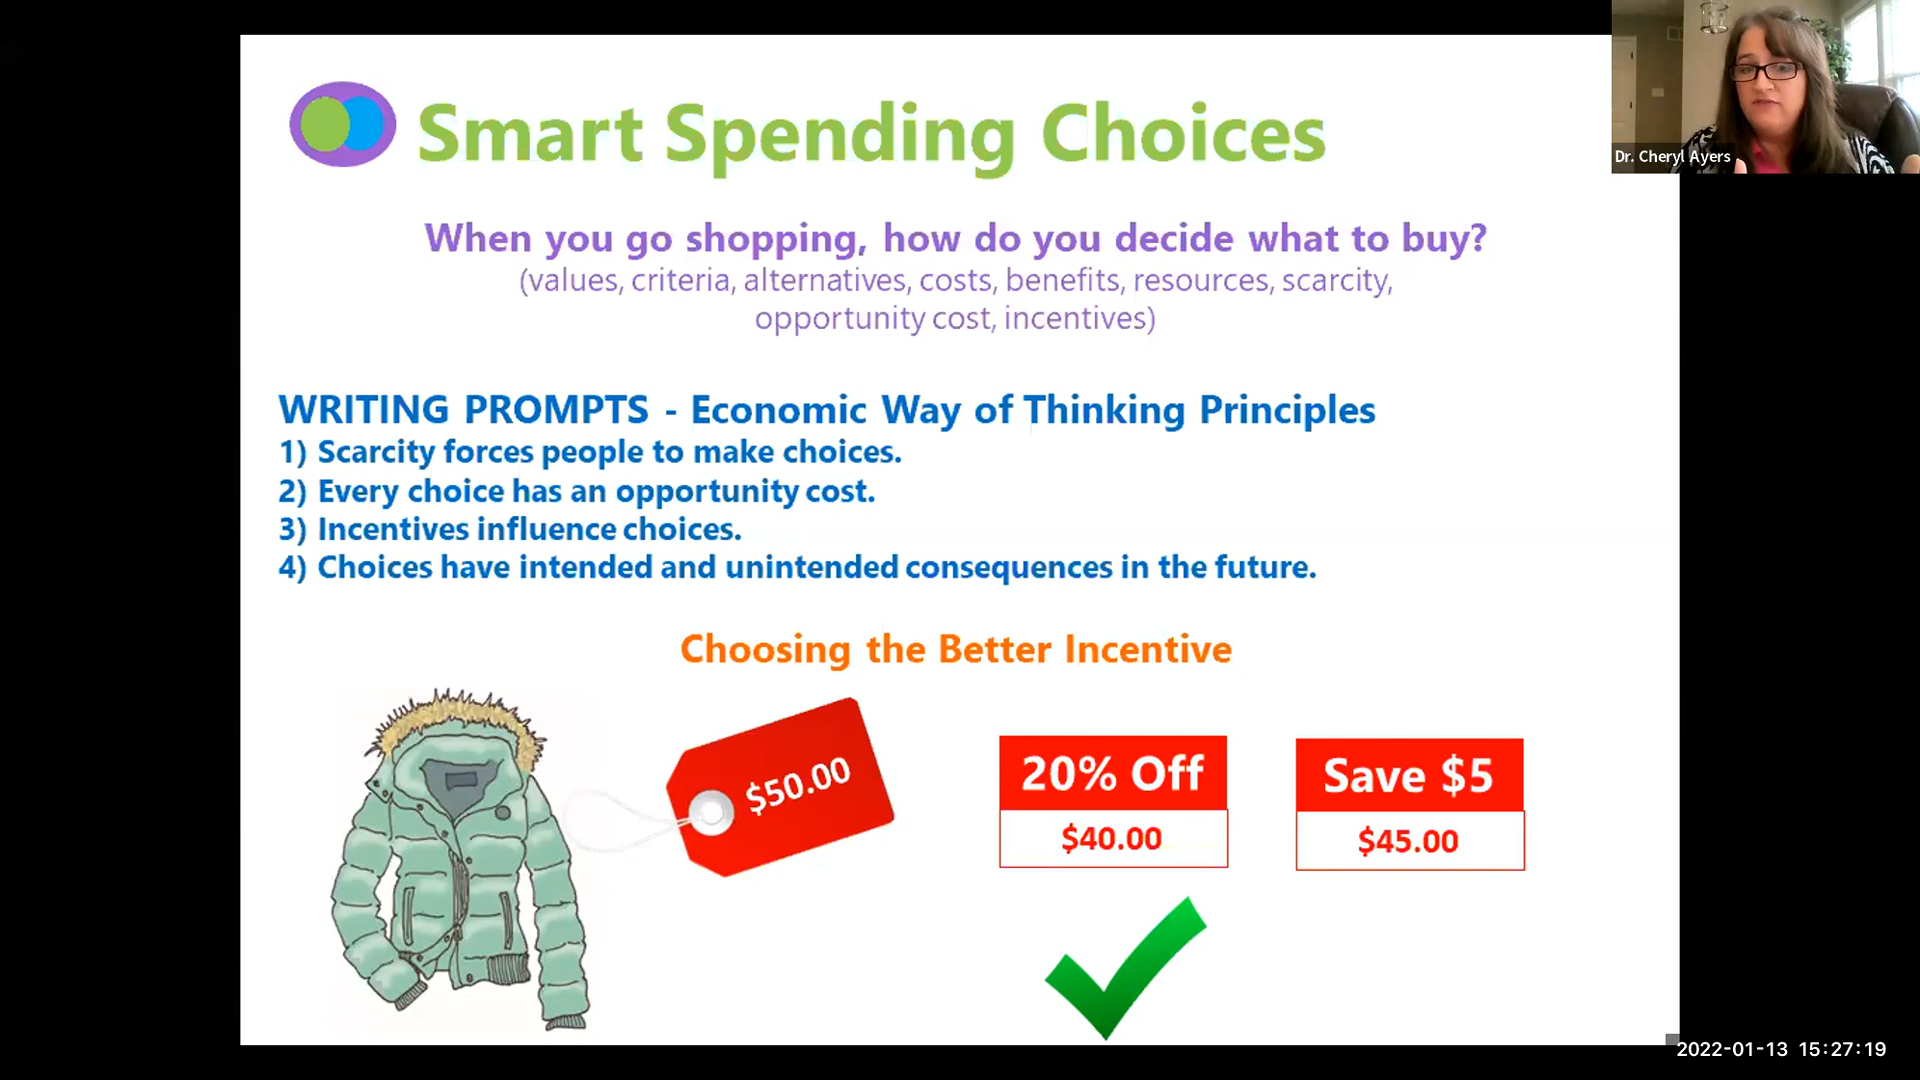 Smart Spending Choices
Dr. Cheryl Ayers
When you go shopping, how do you decide what to buy?
(values, criteria, alternatives, costs, benefits, resources, scarcity,
opportunity cost, incentives)
WRITING PROMPTS - Economic Way of Thinking Principles
1) Scarcity forces people to make choices.
2) Every choice has an opportunity cost.
3) Incentives influence choices.
4) Choices have intended and unintended consequences in the future.
Choosing the Better Incentive
$50.00
20% Off
$40.00
Save $5
$45.00
2022-01-13 15:27:19